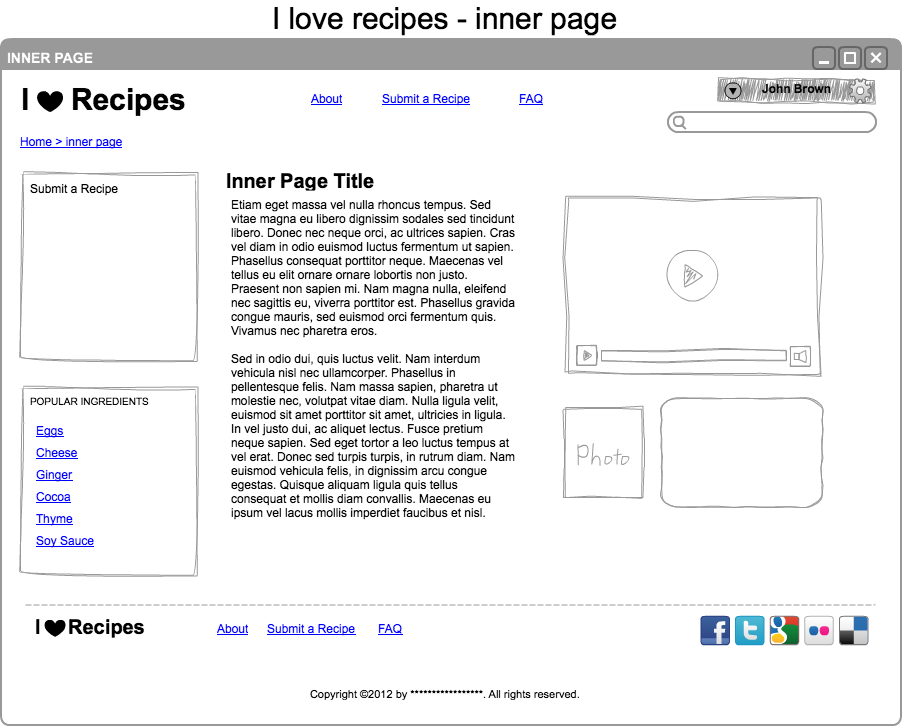 I love recipes - inner page
INNER PAGE
I ♥ Recipes
About Submit a Recipe FAQ
John Brown
Home > inner page
Submit a Recipe
POPULAR INGREDIENTS
Eggs
Cheese
Ginger
Cocoa
Thyme
Soy Sauce
Inner Page Title
Etiam eget massa vel nulla rhoncus tempus. Sed
vitae magna eu libero dignissim sodales sed tincidunt
libero. Donec nec neque orci, ac ultrices sapien. Cras
vel diam in odio euismod luctus fermentum ut sapien.
Phasellus consequat porttitor neque. Maecenas vel
tellus eu elit ornare ornare lobortis non justo.
Praesent non sapien mi. Nam magna nulla, eleifend
nec sagittis eu, viverra porttitor est. Phasellus gravida
congue mauris, sed euismod orci fermentum quis.
Vivamus nec pharetra eros.
Sed in odio dui, quis luctus velit. Nam interdum
vehicula nisl nec ullamcorper. Phasellus in
pellentesque felis. Nam massa sapien, pharetra ut
molestie nec, volutpat vitae diam. Nulla ligula velit,
euismod sit amet porttitor sit amet, ultricies in ligula.
In vel justo dui, ac aliquet lectus. Fusce pretium
neque sapien. Sed eget tortor a leo luctus tempus at
vel erat. Donec sed turpis turpis, in rutrum diam. Nam
euismod vehicula felis, in dignissim arcu congue
egestas. Quisque aliquam ligula quis tellus
consequat et mollis diam convallis. Maecenas eu
ipsum vel lacus mollis imperdiet faucibus et nisl.
Photo
I ♥ Recipes
About Submit a Recipe FAQ
f t g
Copyright ©2012 by *****************. All rights reserved.